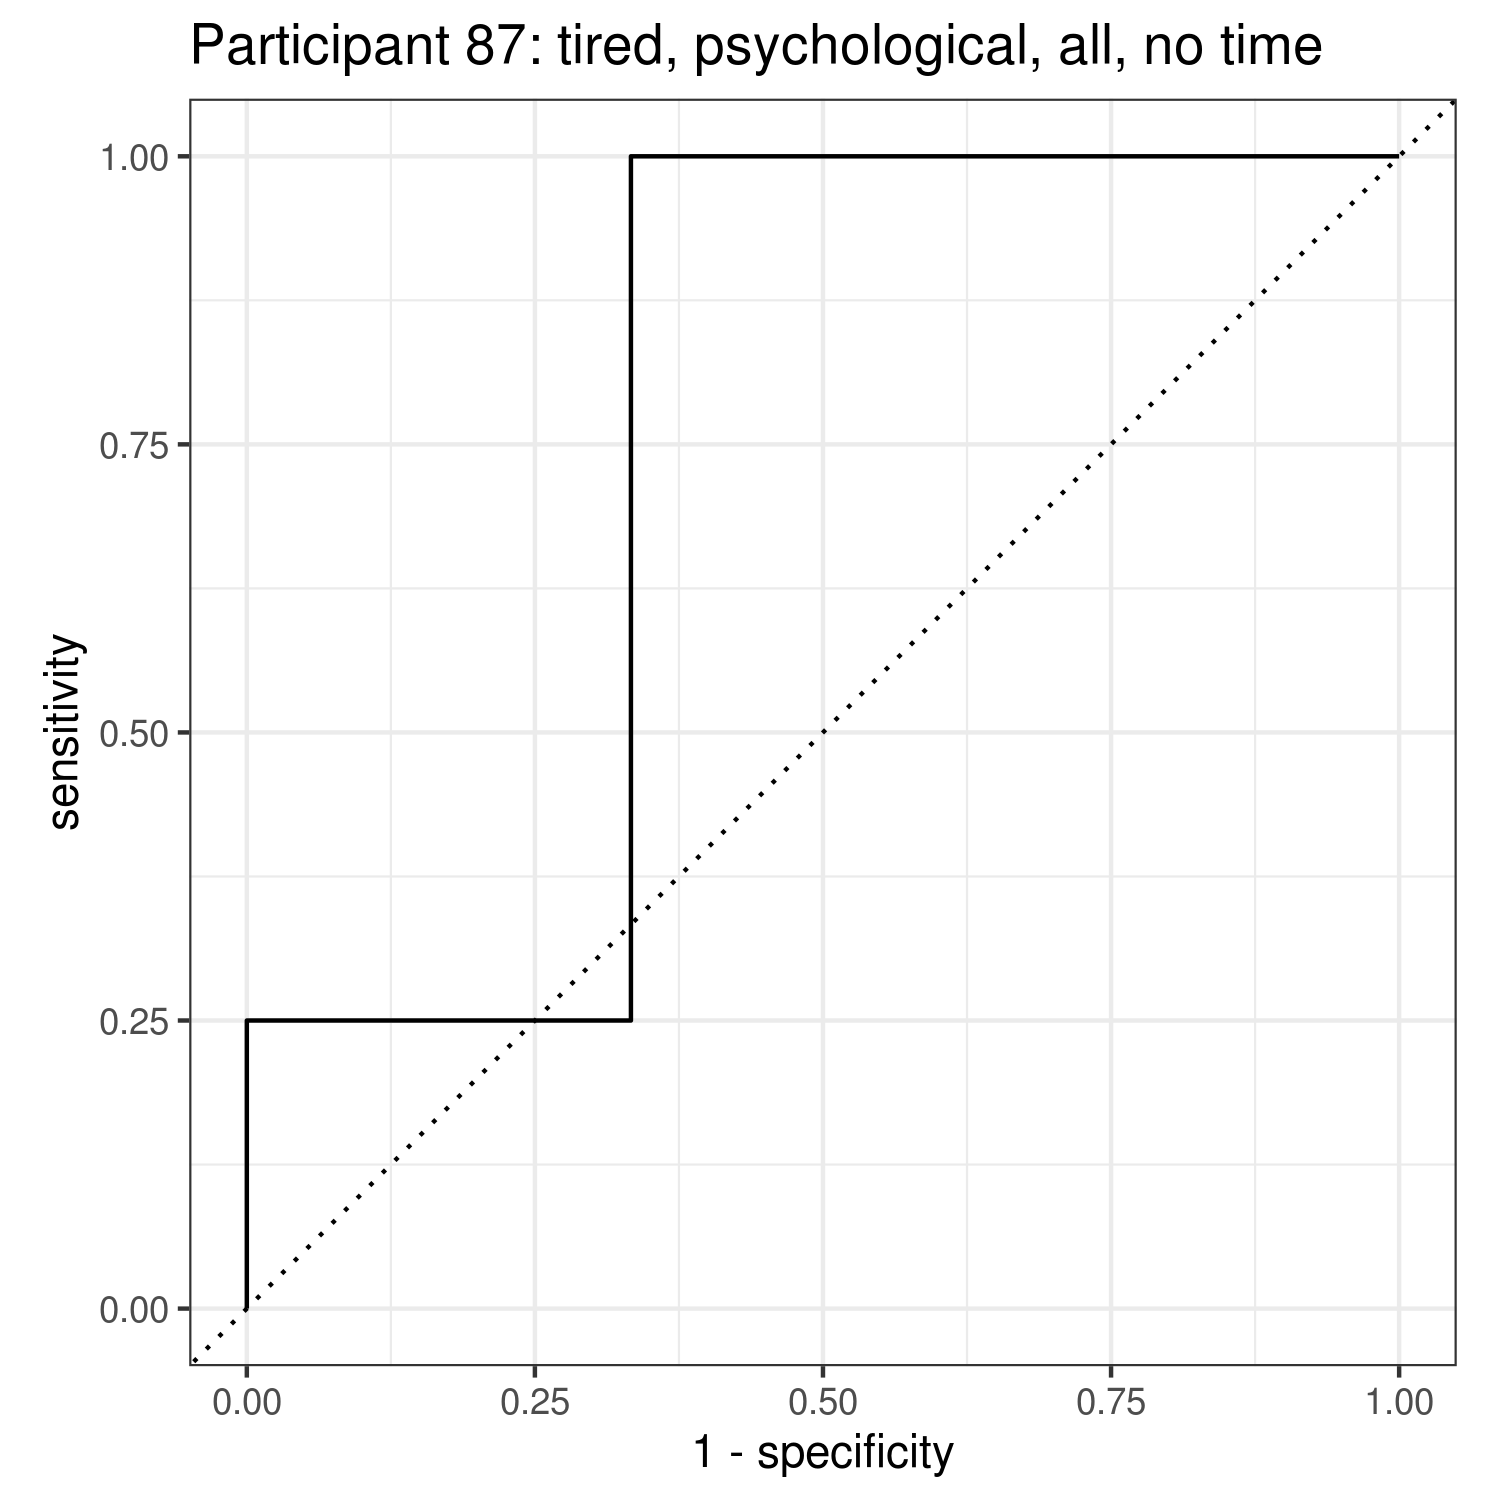 Participant 87: tired, psychological, all, no time
1.00
0.75
0.50
0.25
0.00
sensitivity
0.00 0.25 0.50 0.75 1.00
1 - specificity